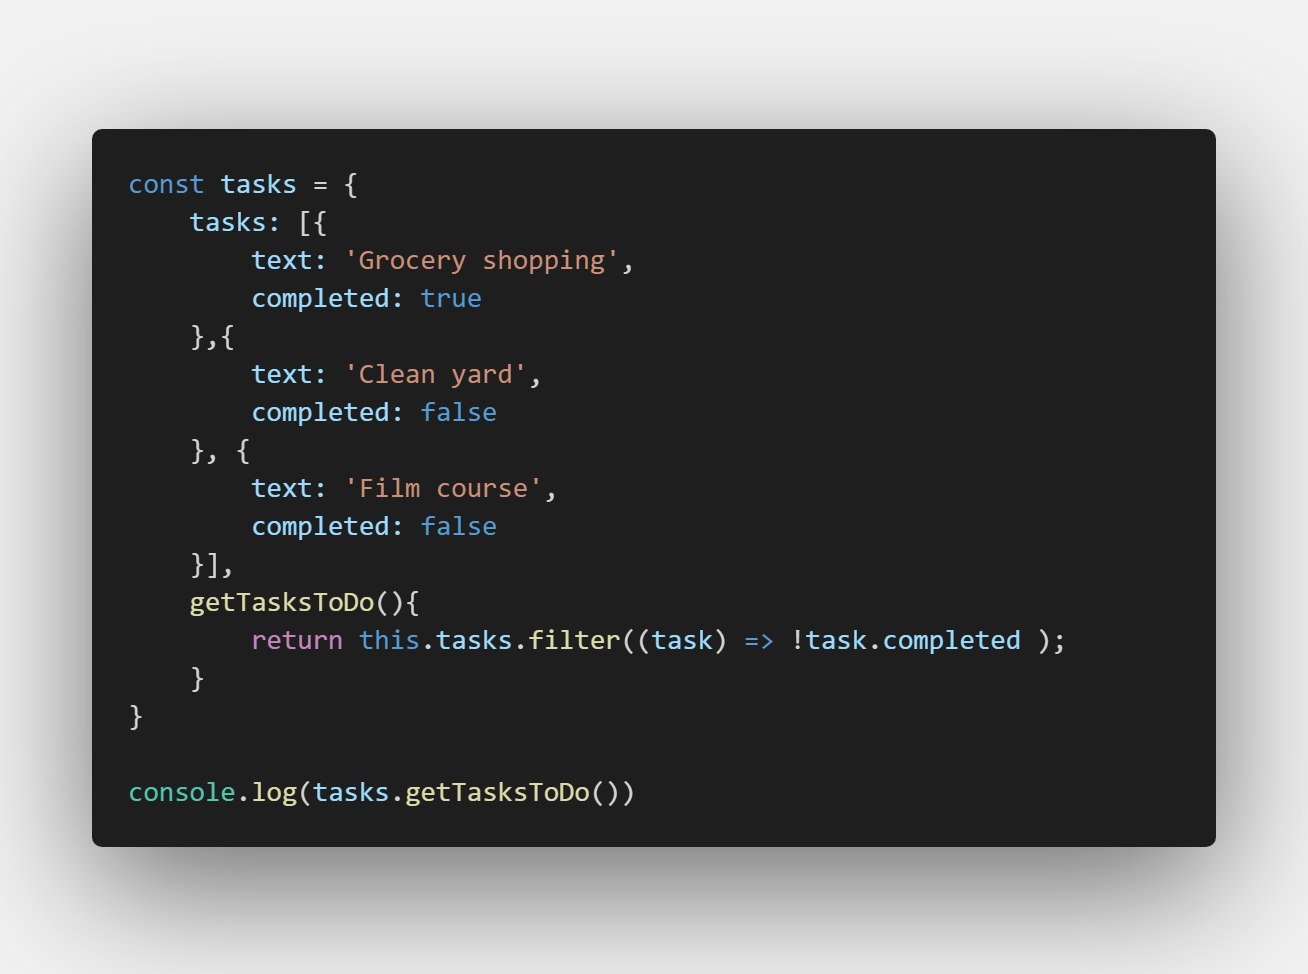 const tasks = {
    tasks: [{
        text: 'Grocery shopping',
        completed: true
    },{
        text: 'Clean yard',
        completed: false
    }, {
        text: 'Film course',
        completed: false
    }],
    getTasksToDo(){
        return this.tasks.filter((task) => !task.completed );
    }
}

console.log(tasks.getTasksToDo())